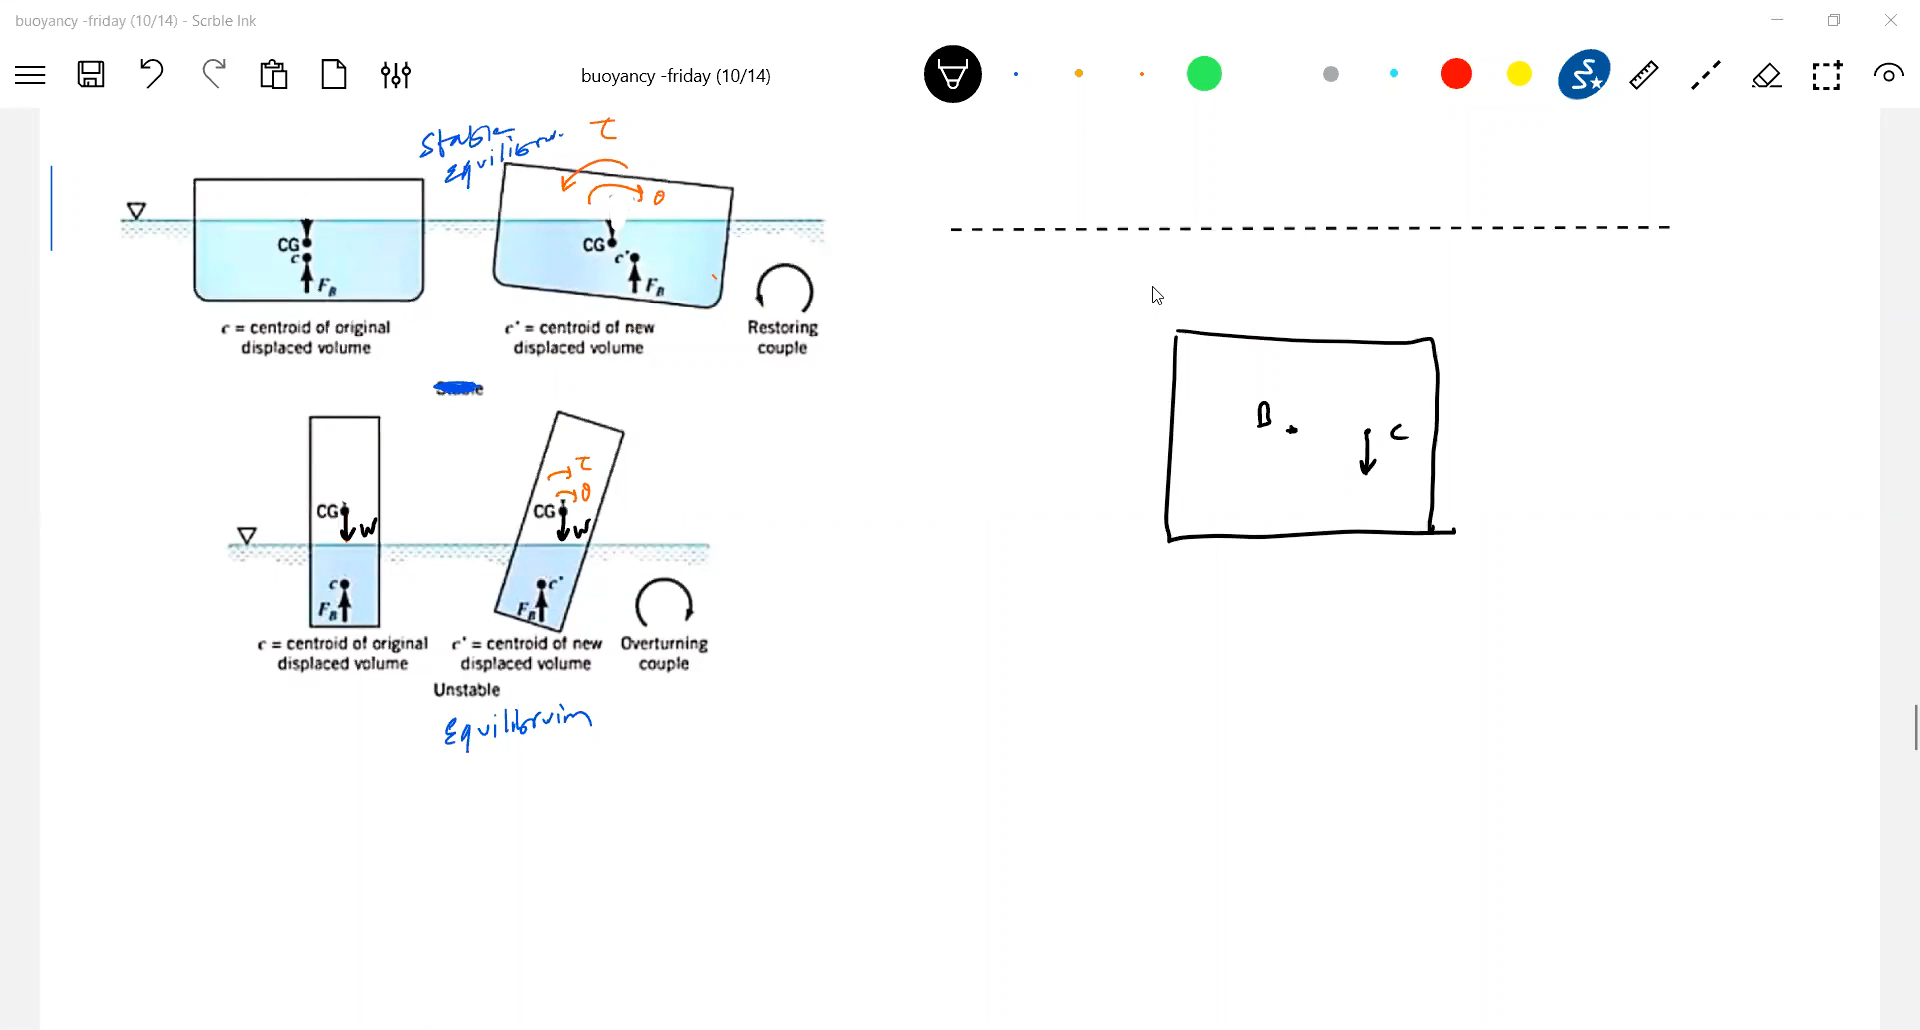 buoyancy -friday (10/14) - Scrble Ink
buoyancy -friday (10/14)
Stable
Equilibrm.
τ
θ
CG
c
F_B
CG
c'
F_B
c = centroid of original
displaced volume
c' = centroid of new
displaced volume
Restoring
couple
τ
θ
CG
W
CG
W
c
F_B
c'
F_B
c = centroid of original
displaced volume
c' = centroid of new
displaced volume
Overturning
couple
Unstable
Equilibrium
B
C